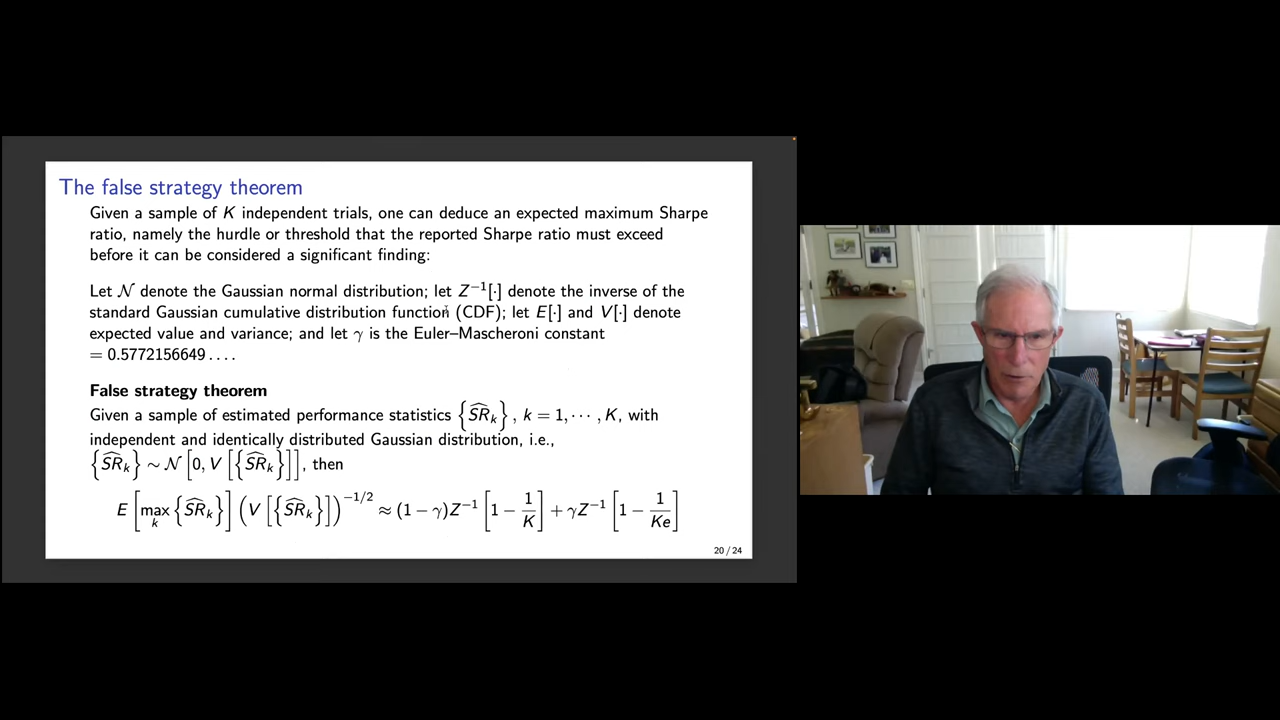 The false strategy theorem
Given a sample of K independent trials, one can deduce an expected maximum Sharpe
ratio, namely the hurdle or threshold that the reported Sharpe ratio must exceed
before it can be considered a significant finding:
Let 𝒩 denote the Gaussian normal distribution; let Z⁻¹[·] denote the inverse of the
standard Gaussian cumulative distribution function (CDF); let E[·] and V[·] denote
expected value and variance; and let γ is the Euler–Mascheroni constant
= 0.5772156649 . . . .
False strategy theorem
Given a sample of estimated performance statistics {ŜR_k}, k = 1, ··· , K, with
independent and identically distributed Gaussian distribution, i.e.,
{ŜR_k} ∼ 𝒩 [0, V [{ŜR_k}]], then
E [max_k {ŜR_k}] (V [{ŜR_k}])^(−1/2) ≈ (1 − γ)Z⁻¹ [1 − 1/K] + γZ⁻¹ [1 − 1/(Ke)]
20 / 24